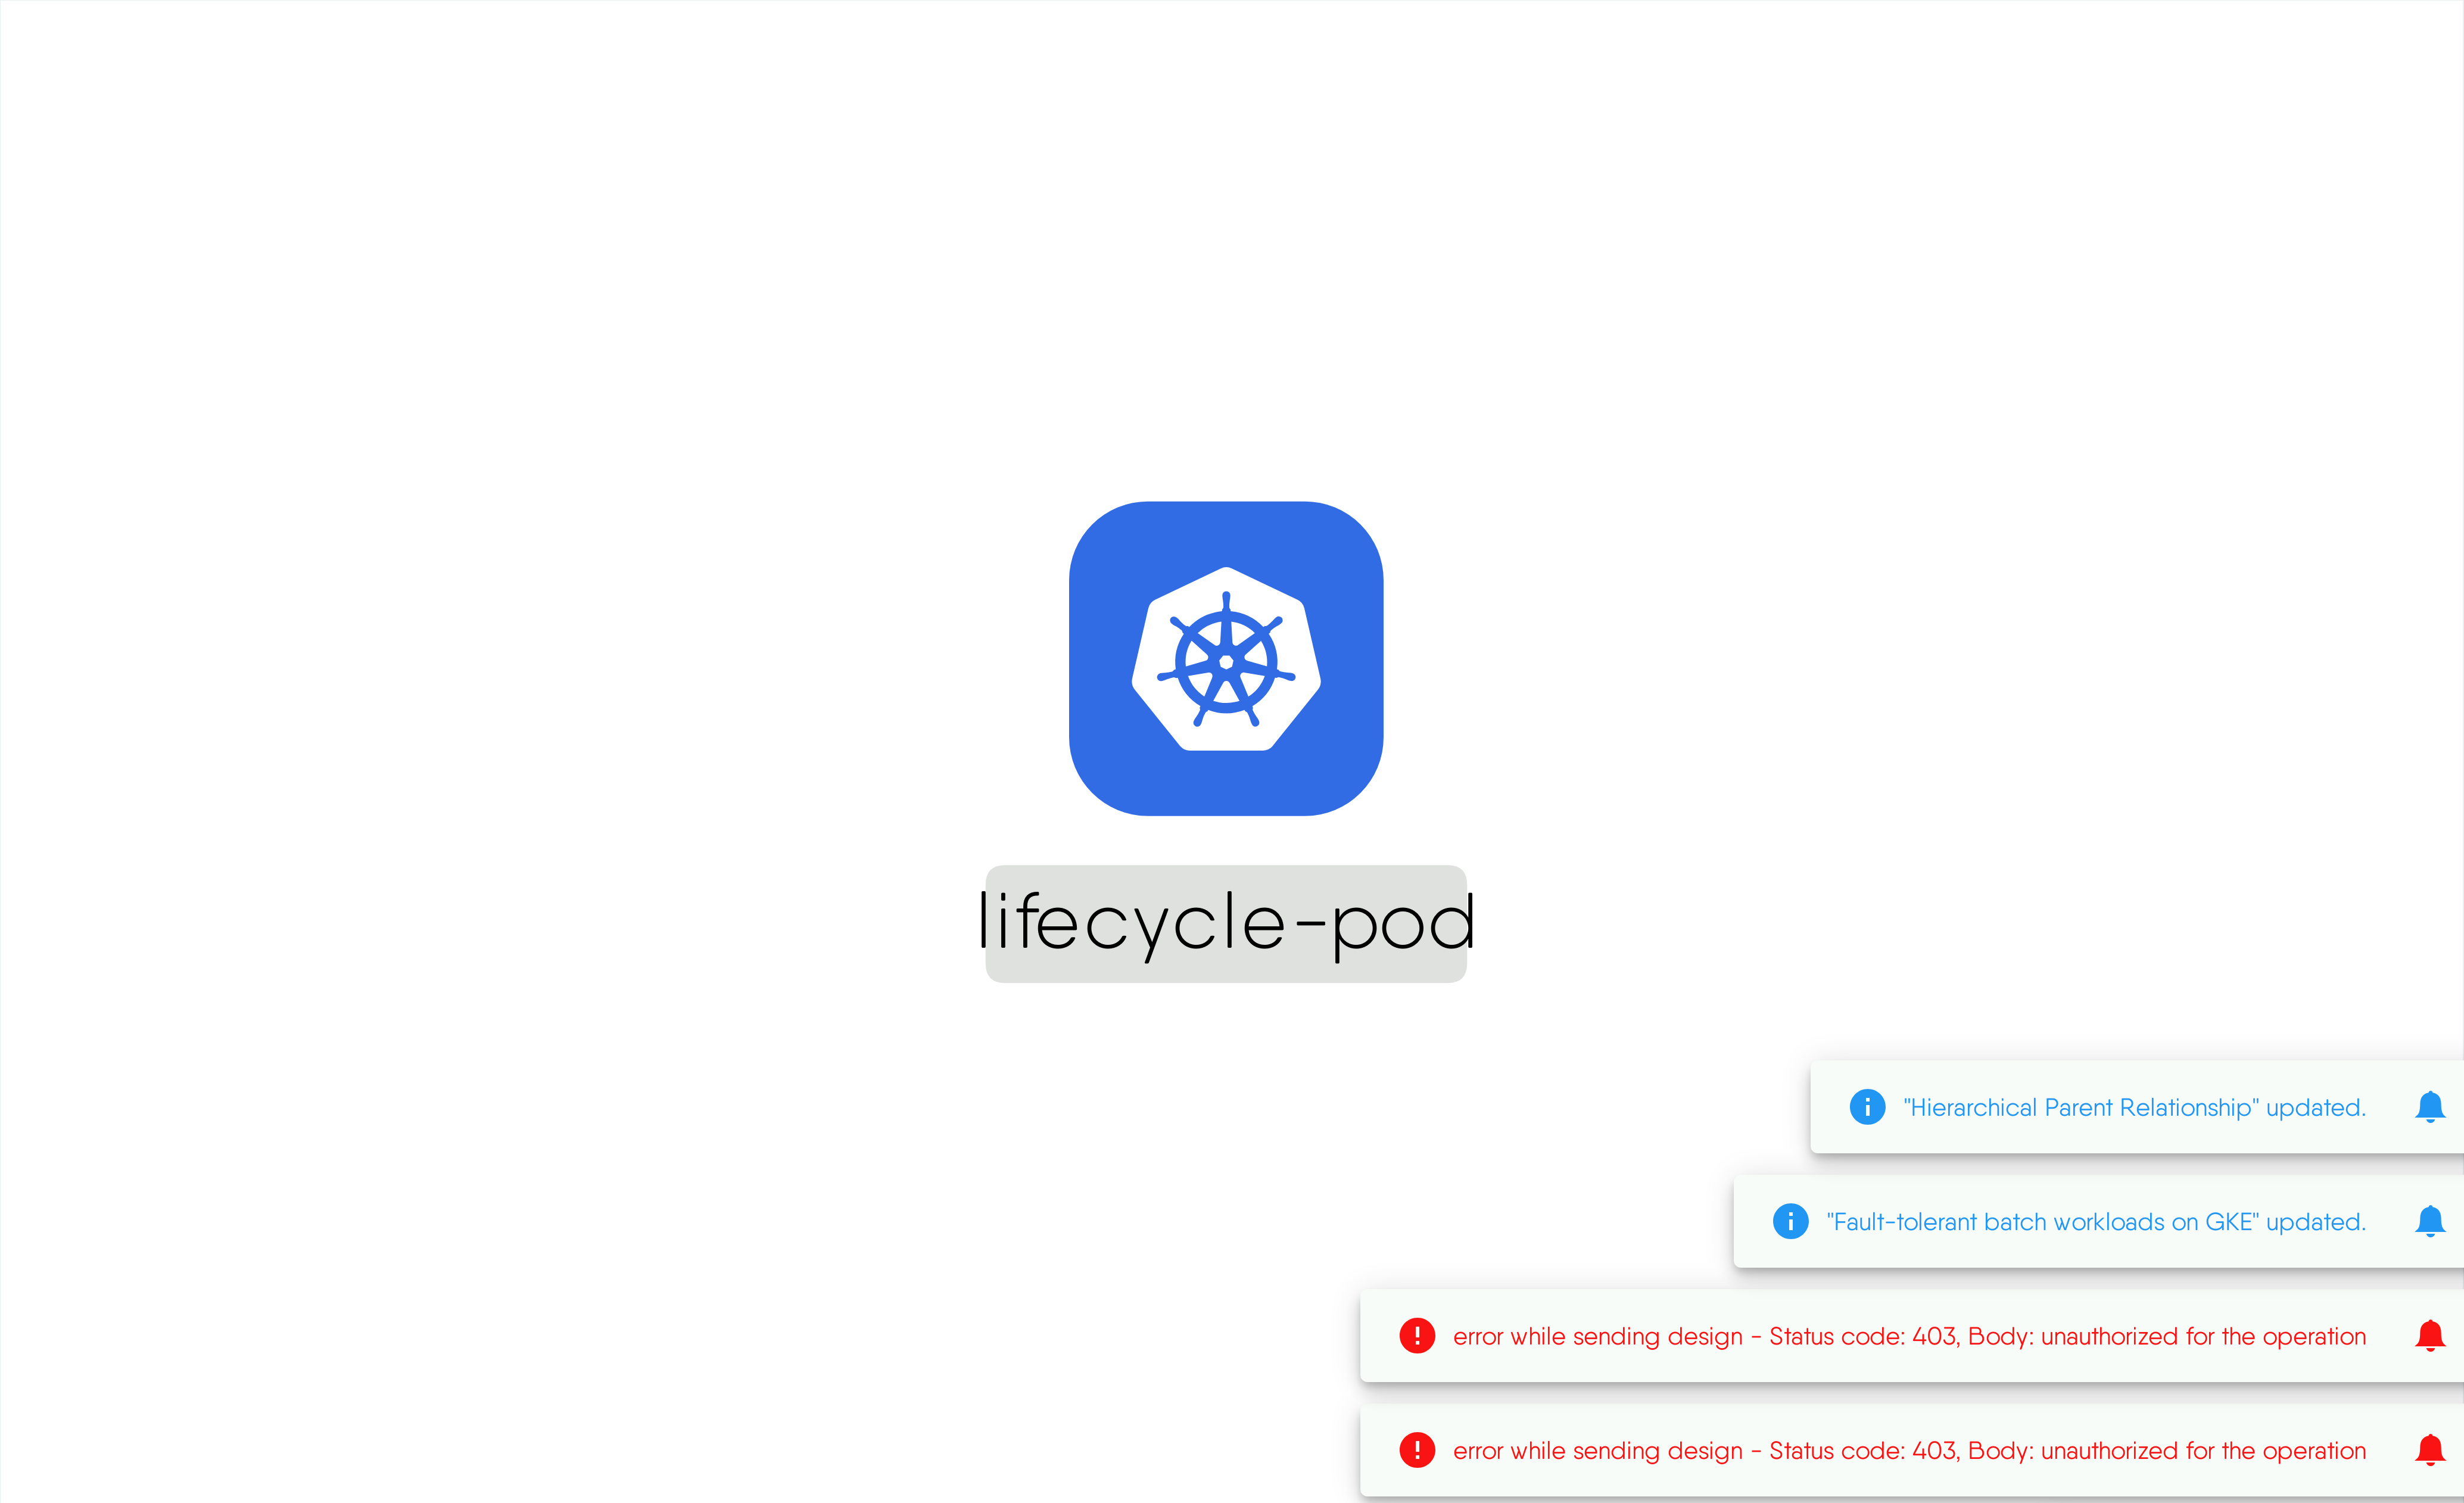 lifecycle-pod
"Hierarchical Parent Relationship" updated.
"Fault-tolerant batch workloads on GKE" updated.
error while sending design - Status code: 403, Body: unauthorized for the operation
error while sending design - Status code: 403, Body: unauthorized for the operation